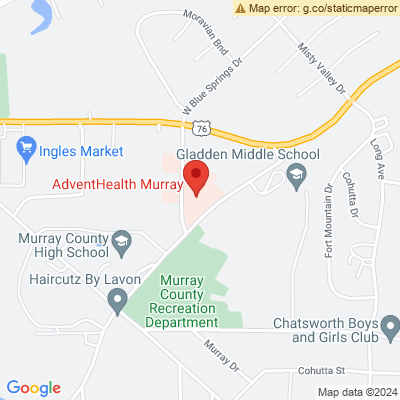 Map error: g.co/staticmaperror
Moravian Bnd
Misty Valley Dr
W Blue Springs Dr
76
Long Ave
Ingles Market
Gladden Middle School
AdventHealth Murray
Cohutta Dr
Fort Mountain Dr
Murray County
High School
Haircutz By Lavon
Murray
County
Recreation
Department
Chatsworth Boys
and Girls Club
Murray Dr
Cohutta St
Google
Map data ©2024